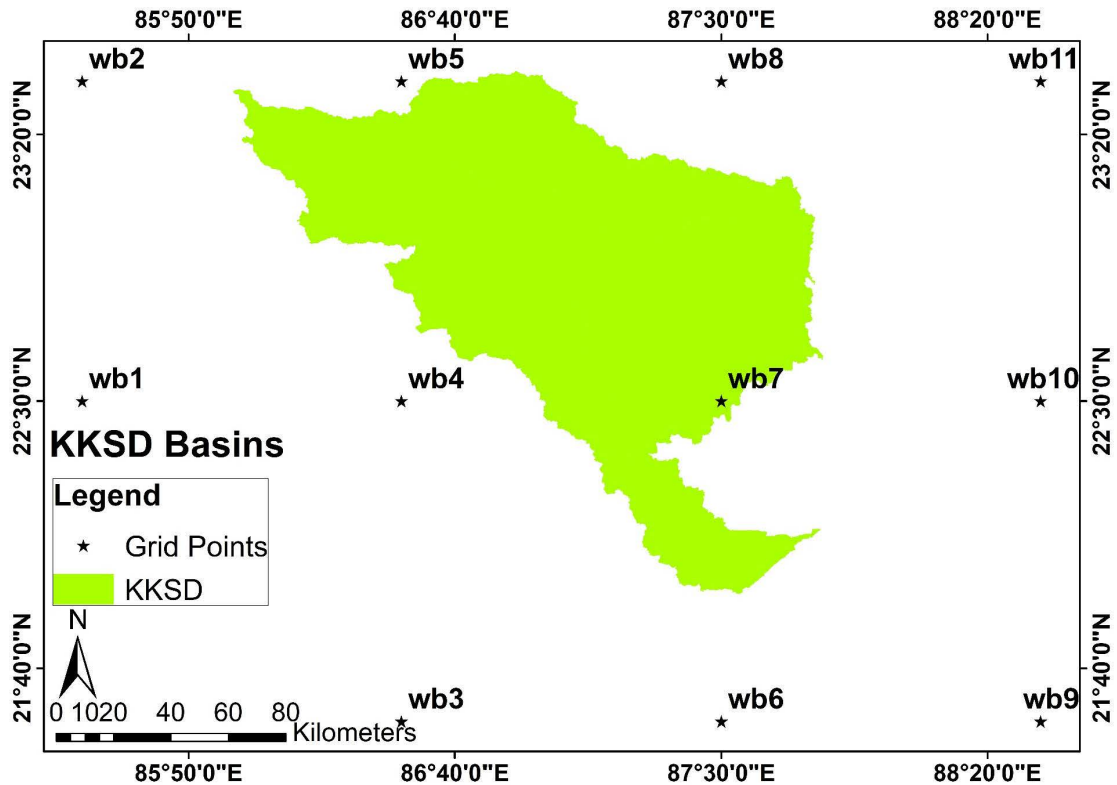 85°50'0"E 86°40'0"E 87°30'0"E 88°20'0"E
wb2 wb5 wb8 wb11
23°20'0"N 23°20'0"N
wb1 wb4 wb7 wb10
22°30'0"N 22°30'0"N
KKSD Basins
Legend
Grid Points
KKSD
N
21°40'0"N 21°40'0"N
wb3 wb6 wb9
0 10 20 40 60 80 Kilometers
85°50'0"E 86°40'0"E 87°30'0"E 88°20'0"E